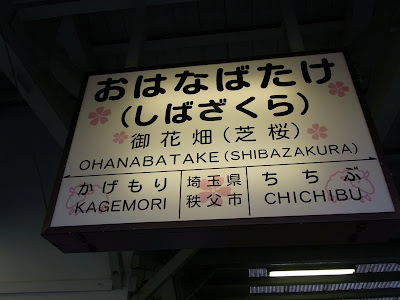 おはなばたけ
(しばざくら)
御花畑(芝桜)
OHANABATAKE(SHIBAZAKURA)
かげもり 埼玉県 ちちぶ
KAGEMORI 秩父市 CHICHIBU